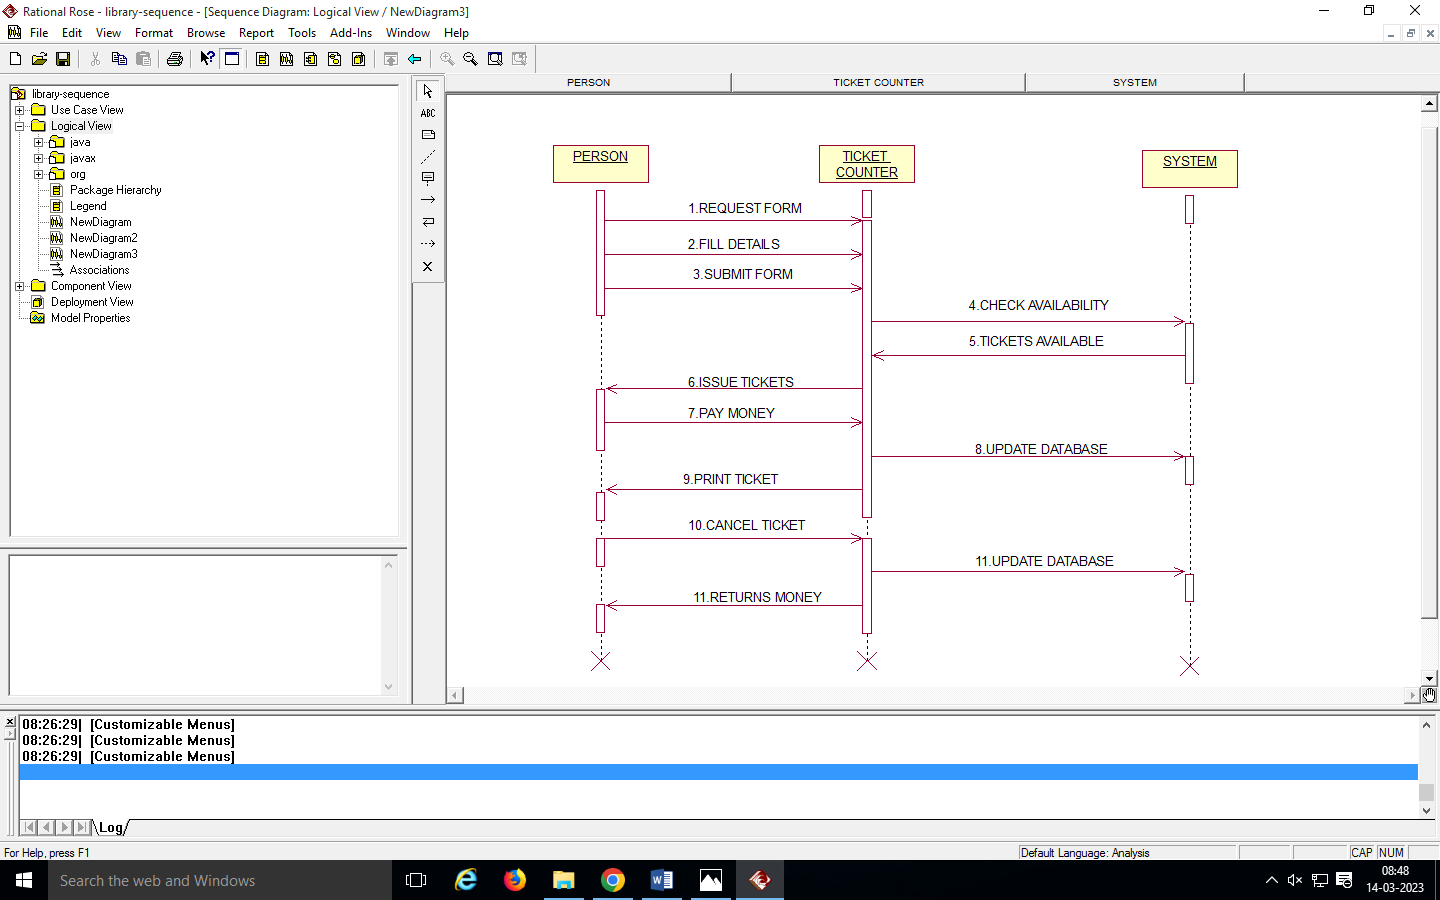 Rational Rose - library-sequence - [Sequence Diagram: Logical View / NewDiagram3]
File Edit View Format Browse Report Tools Add-Ins Window Help
library-sequence
Use Case View
Logical View
java
javax
org
Package Hierarchy
Legend
NewDiagram
NewDiagram2
NewDiagram3
Associations
Component View
Deployment View
Model Properties
ABC
PERSON TICKET COUNTER SYSTEM
PERSON
TICKET
COUNTER
SYSTEM
1.REQUEST FORM
2.FILL DETAILS
3.SUBMIT FORM
4.CHECK AVAILABILITY
5.TICKETS AVAILABLE
6.ISSUE TICKETS
7.PAY MONEY
8.UPDATE DATABASE
9.PRINT TICKET
10.CANCEL TICKET
11.UPDATE DATABASE
11.RETURNS MONEY
08:26:29| [Customizable Menus]
08:26:29| [Customizable Menus]
08:26:29| [Customizable Menus]
Log
For Help, press F1
Default Language: Analysis
CAP NUM
Search the web and Windows
08:48
14-03-2023